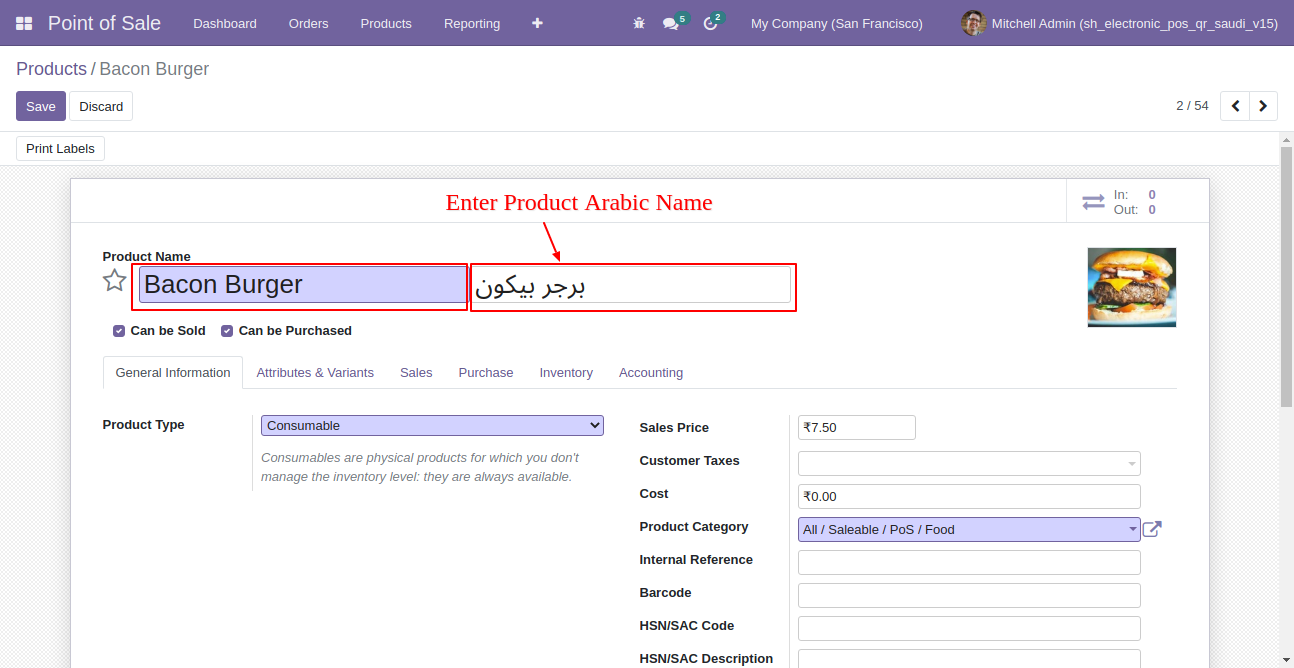 Point of Sale Dashboard Orders Products Reporting 5 2 My Company (San Francisco) Mitchell Admin (sh_electronic_pos_qr_saudi_v15)
Products / Bacon Burger
Save Discard 2 / 54
Print Labels
Enter Product Arabic Name
In: 0
Out: 0
Product Name
Bacon Burger برجر بيكون
Can be Sold Can be Purchased
General Information Attributes & Variants Sales Purchase Inventory Accounting
Product Type Consumable
Consumables are physical products for which you don't
manage the inventory level: they are always available.
Sales Price ₹7.50
Customer Taxes
Cost ₹0.00
Product Category All / Saleable / PoS / Food
Internal Reference
Barcode
HSN/SAC Code
HSN/SAC Description